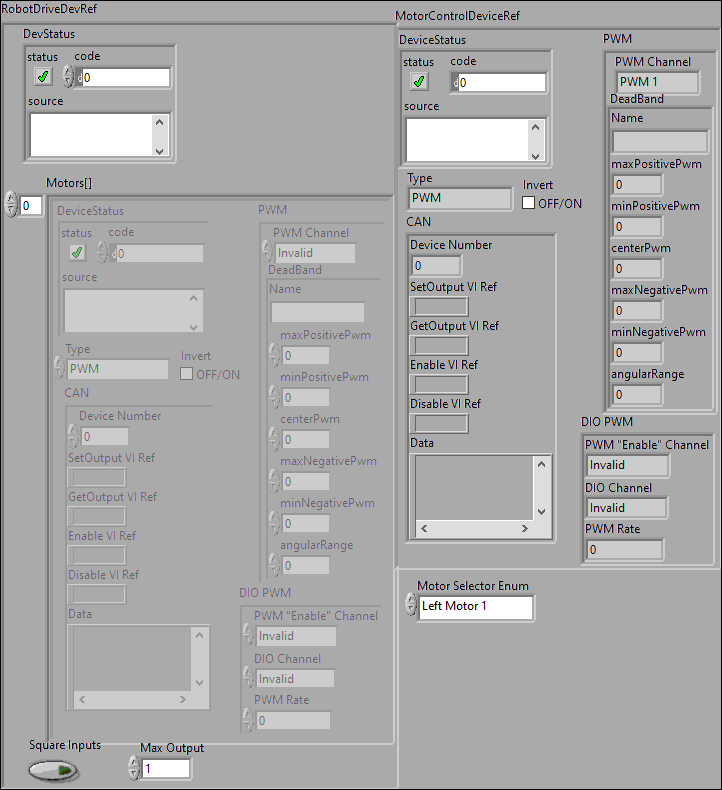 RobotDriveDevRef
DevStatus
status
code
d0
source
Motors[]
0
DeviceStatus
status
code
d0
source
Type
PWM
Invert
OFF/ON
CAN
Device Number
0
SetOutput VI Ref
GetOutput VI Ref
Enable VI Ref
Disable VI Ref
Data
PWM
PWM Channel
Invalid
DeadBand
Name
maxPositivePwm
0
minPositivePwm
0
centerPwm
0
maxNegativePwm
0
minNegativePwm
0
angularRange
0
DIO PWM
PWM "Enable" Channel
Invalid
DIO Channel
Invalid
PWM Rate
0
Square Inputs
Max Output
1
MotorControlDeviceRef
DeviceStatus
status
code
d0
source
Type
PWM
Invert
OFF/ON
CAN
Device Number
0
SetOutput VI Ref
GetOutput VI Ref
Enable VI Ref
Disable VI Ref
Data
PWM
PWM Channel
PWM 1
DeadBand
Name
maxPositivePwm
0
minPositivePwm
0
centerPwm
0
maxNegativePwm
0
minNegativePwm
0
angularRange
0
DIO PWM
PWM "Enable" Channel
Invalid
DIO Channel
Invalid
PWM Rate
0
Motor Selector Enum
Left Motor 1